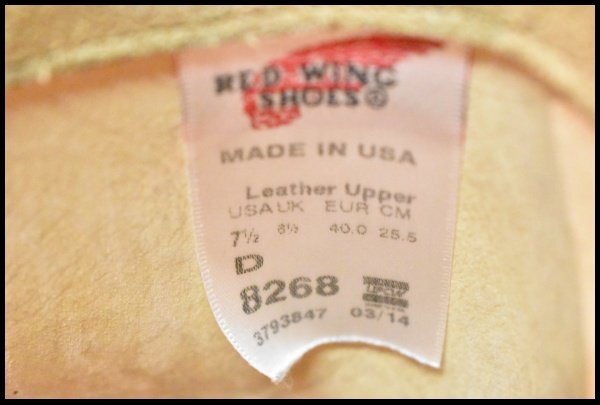 RED WING
SHOES®
MADE IN USA
Leather Upper
USA UK EUR CM
7½ 6½ 40.0 25.5
D
8268
3793847 03/14